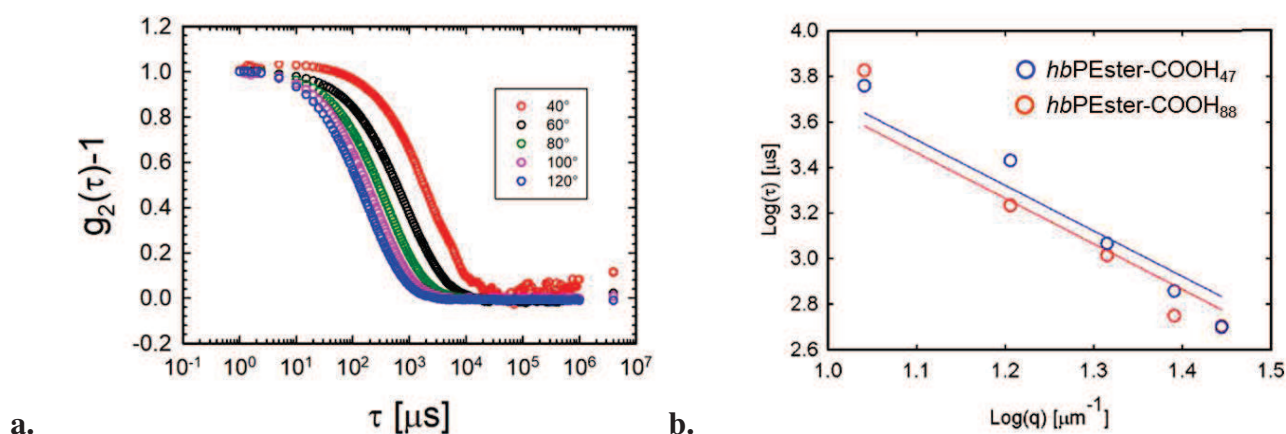 1.2
1.0
0.8
0.6
0.4
0.2
0.0
-0.2
g₂(τ)-1
40°
60°
80°
100°
120°
10⁻¹ 10⁰ 10¹ 10² 10³ 10⁴ 10⁵ 10⁶ 10⁷
τ [µs]
a.
4.0
3.8
3.6
3.4
3.2
3.0
2.8
2.6
Log(τ) [µs]
hbPEster-COOH₄₇
hbPEster-COOH₈₈
1.0 1.1 1.2 1.3 1.4 1.5
Log(q) [µm⁻¹]
b.